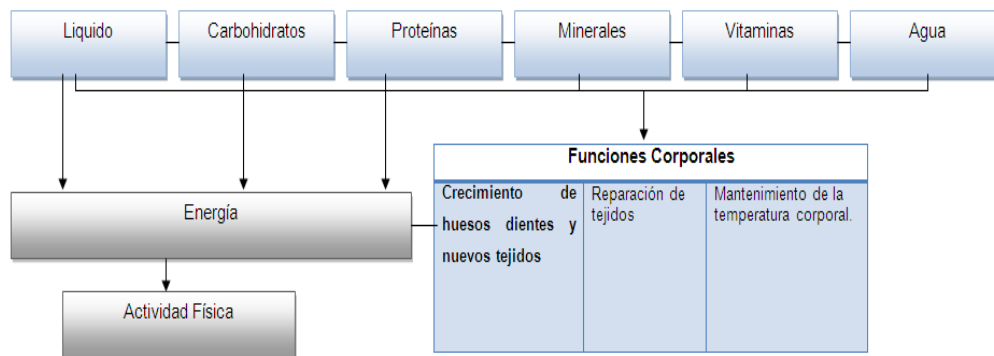 Liquido
Carbohidratos
Proteínas
Minerales
Vitaminas
Agua
Funciones Corporales
Crecimiento de
huesos dientes y
nuevos tejidos
Reparación de
tejidos
Mantenimiento de la
temperatura corporal.
Energía
Actividad Física